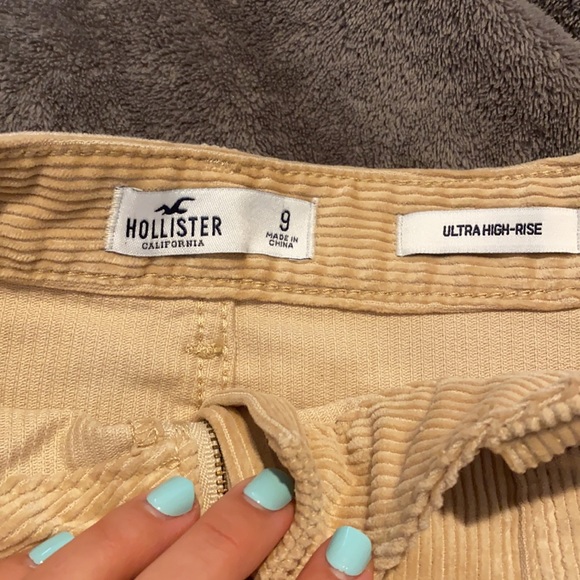 HOLLISTER
CALIFORNIA
9
MADE IN
CHINA
ULTRA HIGH-RISE